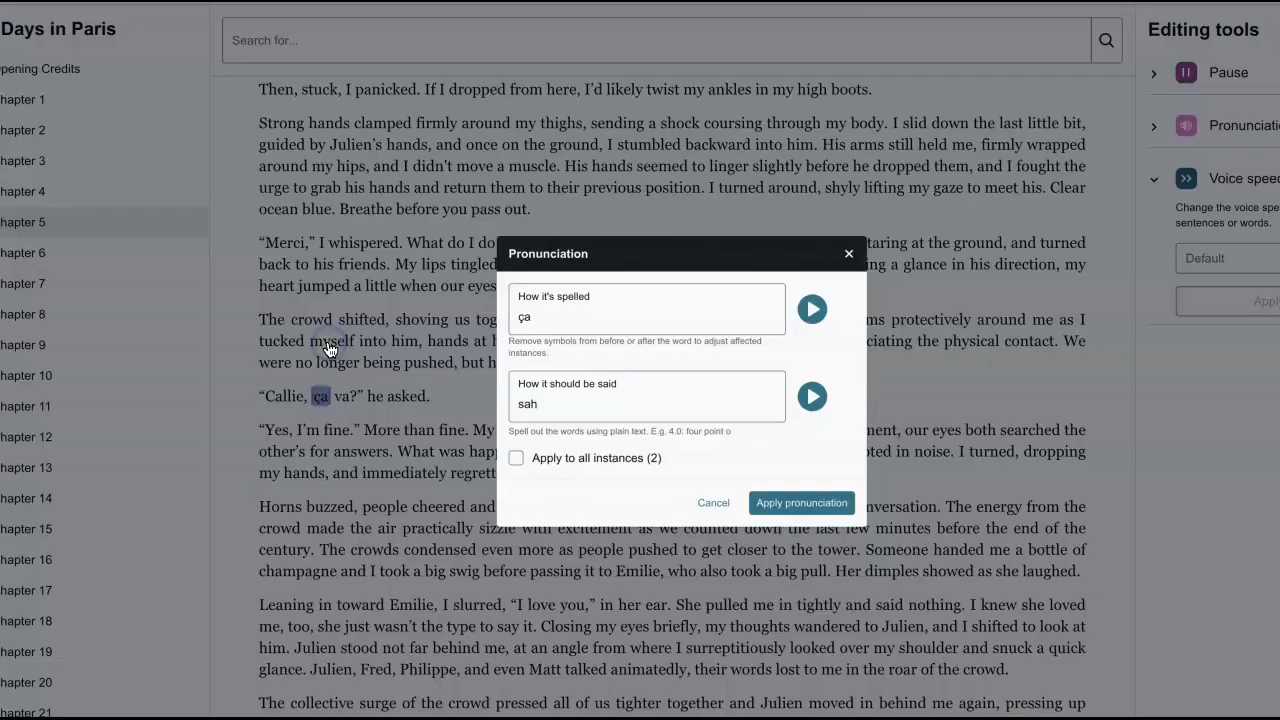 Days in Paris
pening Credits
hapter 1
hapter 2
hapter 3
hapter 4
hapter 5
hapter 6
hapter 7
hapter 8
hapter 9
hapter 10
hapter 11
hapter 12
hapter 13
hapter 14
hapter 15
hapter 16
hapter 17
hapter 18
hapter 19
hapter 20
hapter 21
Search for...
Then, stuck, I panicked. If I dropped from here, I’d likely twist my ankles in my high boots.
Strong hands clamped firmly around my thighs, sending a shock coursing through my body. I slid down the last little bit,
guided by Julien’s hands, and once on the ground, I stumbled backward into him. His arms still held me, firmly wrapped
around my hips, and I didn't move a muscle. His hands seemed to linger slightly before he dropped them, and I fought the
urge to grab his hands and return them to their previous position. I turned around, shyly lifting my gaze to meet his. Clear
ocean blue. Breathe before you pass out.
“Merci,” I whispered. What do I do taring at the ground, and turned
back to his friends. My lips tingled ng a glance in his direction, my
heart jumped a little when our eyes
The crowd shifted, shoving us tog ms protectively around me as I
tucked myself into him, hands at h ciating the physical contact. We
were no longer being pushed, but h
“Callie, ça va?” he asked.
“Yes, I’m fine.” More than fine. My ment, our eyes both searched the
other’s for answers. What was hap ted in noise. I turned, dropping
my hands, and immediately regrett
Horns buzzed, people cheered and nversation. The energy from the
crowd made the air practically sizzle with excitement as we counted down the last few minutes before the end of the
century. The crowds condensed even more as people pushed to get closer to the tower. Someone handed me a bottle of
champagne and I took a big swig before passing it to Emilie, who also took a big pull. Her dimples showed as she laughed.
Leaning in toward Emilie, I slurred, “I love you,” in her ear. She pulled me in tightly and said nothing. I knew she loved
me, too, she just wasn’t the type to say it. Closing my eyes briefly, my thoughts wandered to Julien, and I shifted to look at
him. Julien stood not far behind me, at an angle from where I surreptitiously looked over my shoulder and snuck a quick
glance. Julien, Fred, Philippe, and even Matt talked animatedly, their words lost to me in the roar of the crowd.
The collective surge of the crowd pressed all of us tighter together and Julien moved in behind me again, pressing up
Pronunciation
How it's spelled
ça
Remove symbols from before or after the word to adjust affected
instances.
How it should be said
sah
Spell out the words using plain text. E.g. 4.0: four point o
Apply to all instances (2)
Cancel
Apply pronunciation
Editing tools
Pause
Pronunciati
Voice speed
Change the voice spe
sentences or words.
Default
Appl